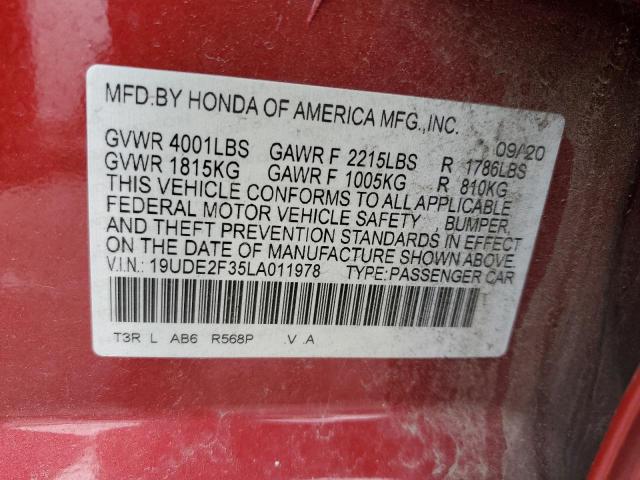 MFD.BY HONDA OF AMERICA MFG.,INC.
09/20
GVWR 4001LBS GAWR F 2215LBS R 1786LBS
GVWR 1815KG GAWR F 1005KG R 810KG
THIS VEHICLE CONFORMS TO ALL APPLICABLE
FEDERAL MOTOR VEHICLE SAFETY , BUMPER,
AND THEFT PREVENTION STANDARDS IN EFFECT
ON THE DATE OF MANUFACTURE SHOWN ABOVE
V.I.N.: 19UDE2F35LA011978 TYPE:PASSENGER CAR
T3R L AB6 R568P .V .A